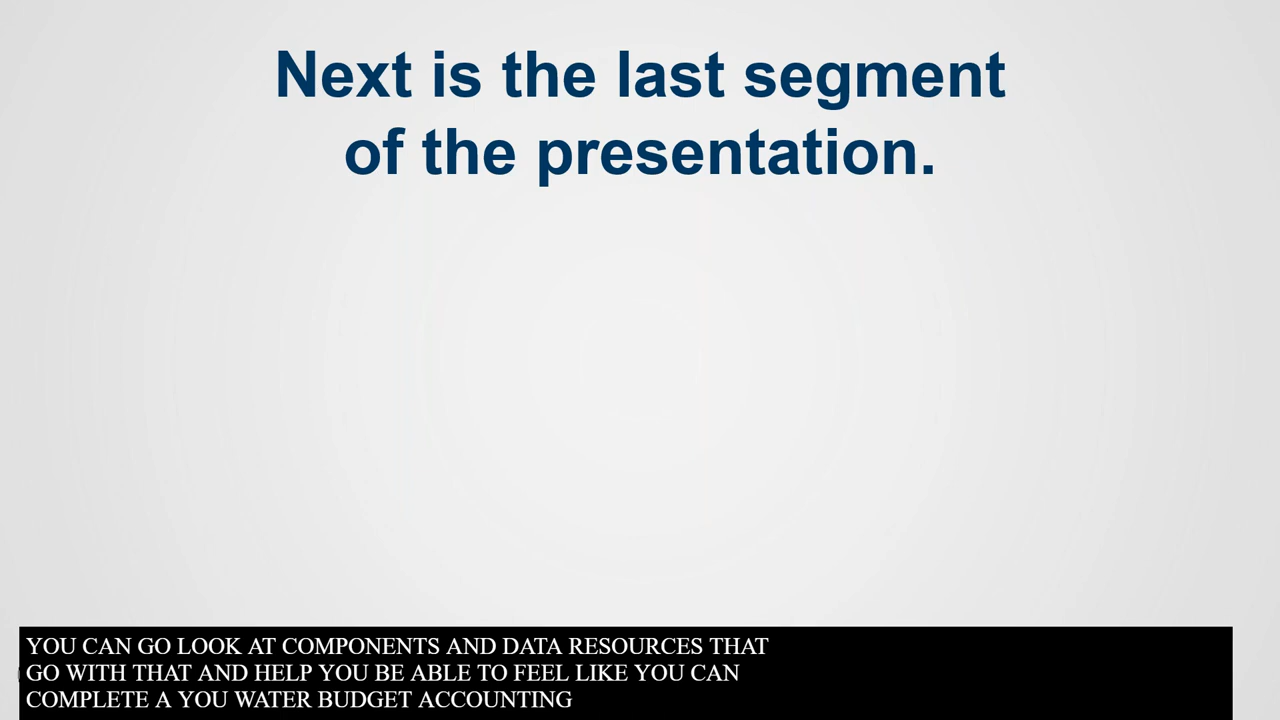 Next is the last segment
of the presentation.
YOU CAN GO LOOK AT COMPONENTS AND DATA RESOURCES THAT
GO WITH THAT AND HELP YOU BE ABLE TO FEEL LIKE YOU CAN
COMPLETE A YOU WATER BUDGET ACCOUNTING